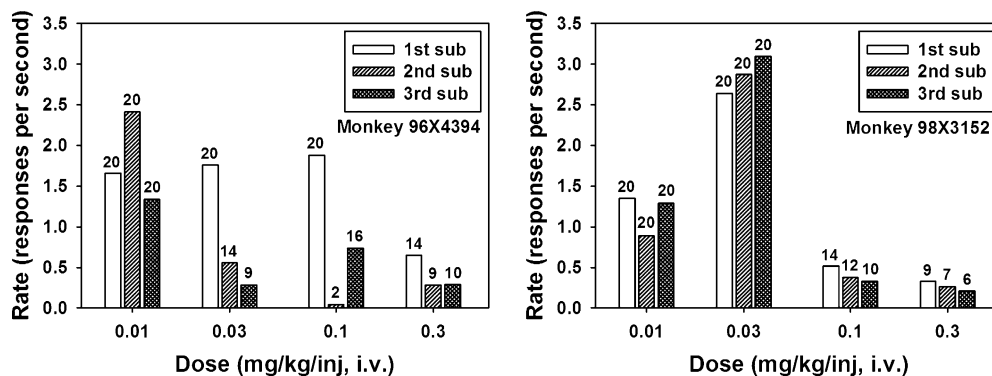 3.5
3.0
2.5
2.0
1.5
1.0
0.5
0.0
Rate (responses per second)
1st sub
2nd sub
3rd sub
Monkey 96X4394
20
20
20
20
14
9
20
2
16
14
9
10
0.01 0.03 0.1 0.3
Dose (mg/kg/inj, i.v.)
3.5
3.0
2.5
2.0
1.5
1.0
0.5
0.0
Rate (responses per second)
1st sub
2nd sub
3rd sub
Monkey 98X3152
20
20
20
20
20
20
14
12
10
9
7
6
0.01 0.03 0.1 0.3
Dose (mg/kg/inj, i.v.)